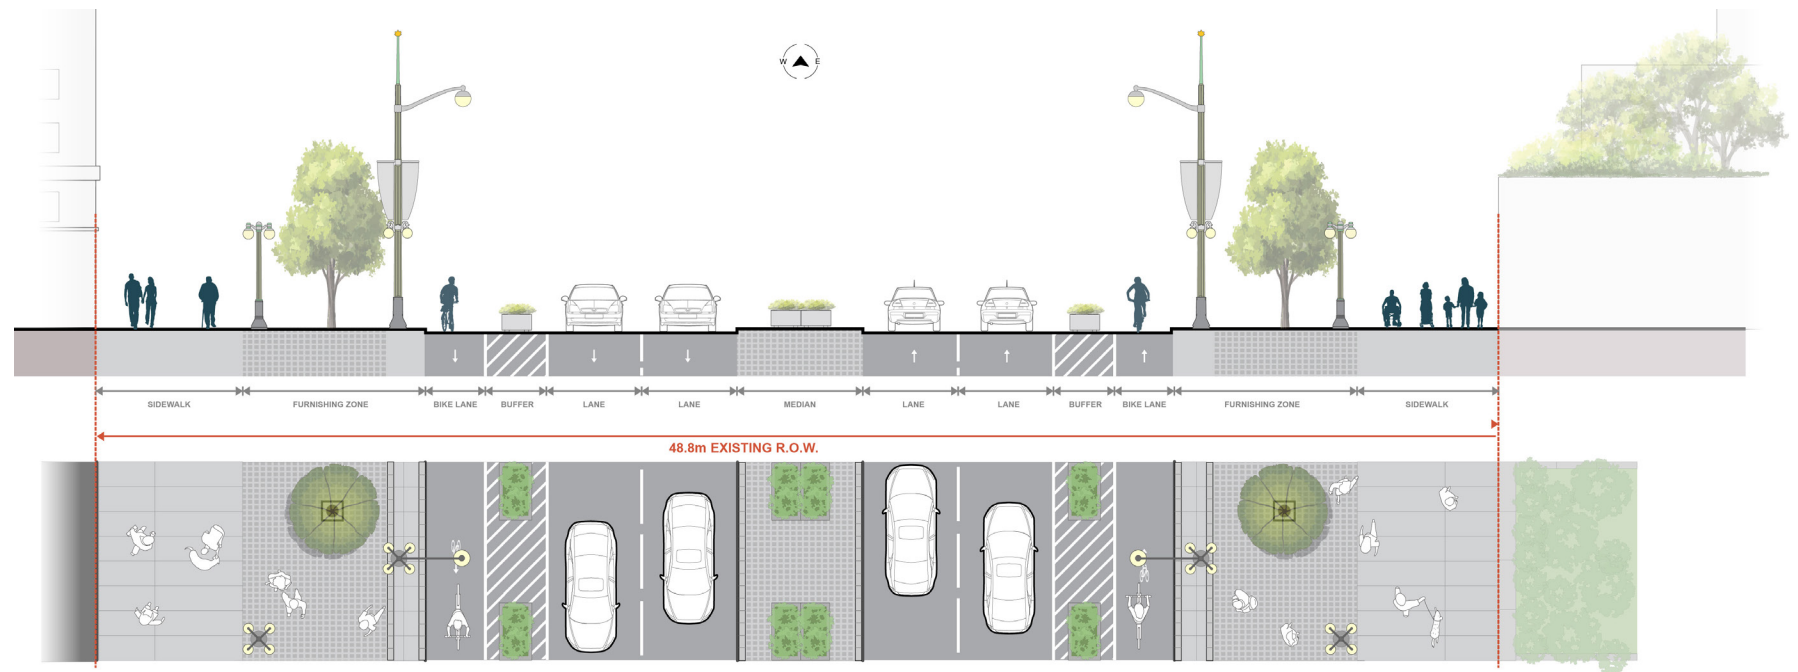 W E
SIDEWALK FURNISHING ZONE BIKE LANE BUFFER LANE LANE MEDIAN LANE LANE BUFFER BIKE LANE FURNISHING ZONE SIDEWALK
48.8m EXISTING R.O.W.